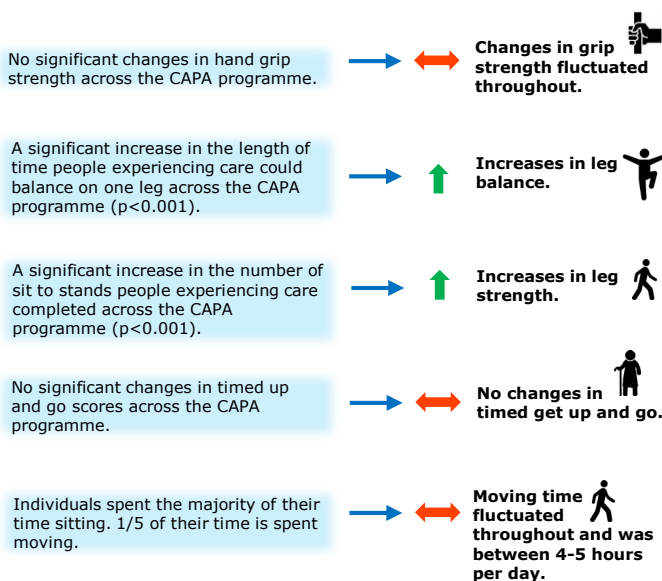 No significant changes in hand grip
strength across the CAPA programme.
Changes in grip
strength fluctuated
throughout.
A significant increase in the length of
time people experiencing care could
balance on one leg across the CAPA
programme (p<0.001).
Increases in leg
balance.
A significant increase in the number of
sit to stands people experiencing care
completed across the CAPA
programme (p<0.001).
Increases in leg
strength.
No significant changes in timed up
and go scores across the CAPA
programme.
No changes in
timed get up and go.
Individuals spent the majority of their
time sitting. 1/5 of their time is spent
moving.
Moving time
fluctuated
throughout and was
between 4-5 hours
per day.